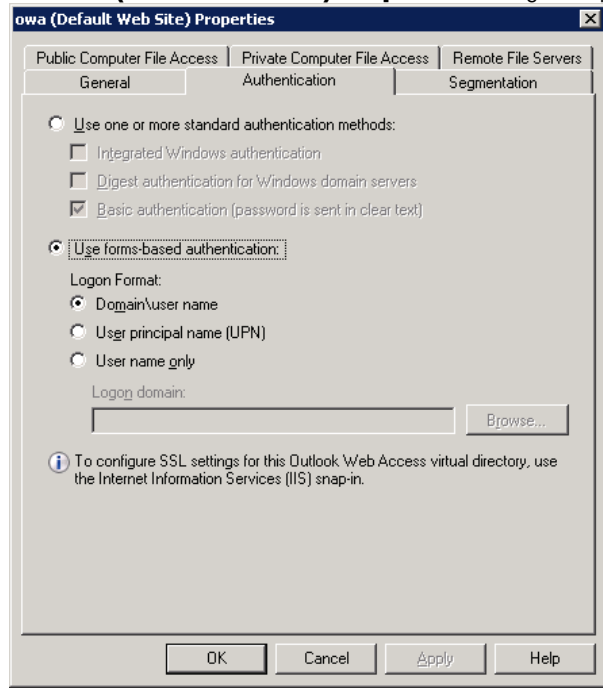 owa (Default Web Site) Properties
Public Computer File Access Private Computer File Access Remote File Servers
General Authentication Segmentation
Use one or more standard authentication methods:
Integrated Windows authentication
Digest authentication for Windows domain servers
Basic authentication (password is sent in clear text)
Use forms-based authentication:
Logon Format:
Domain\user name
User principal name (UPN)
User name only
Logon domain:
Browse...
To configure SSL settings for this Outlook Web Access virtual directory, use
the Internet Information Services (IIS) snap-in.
OK Cancel Apply Help